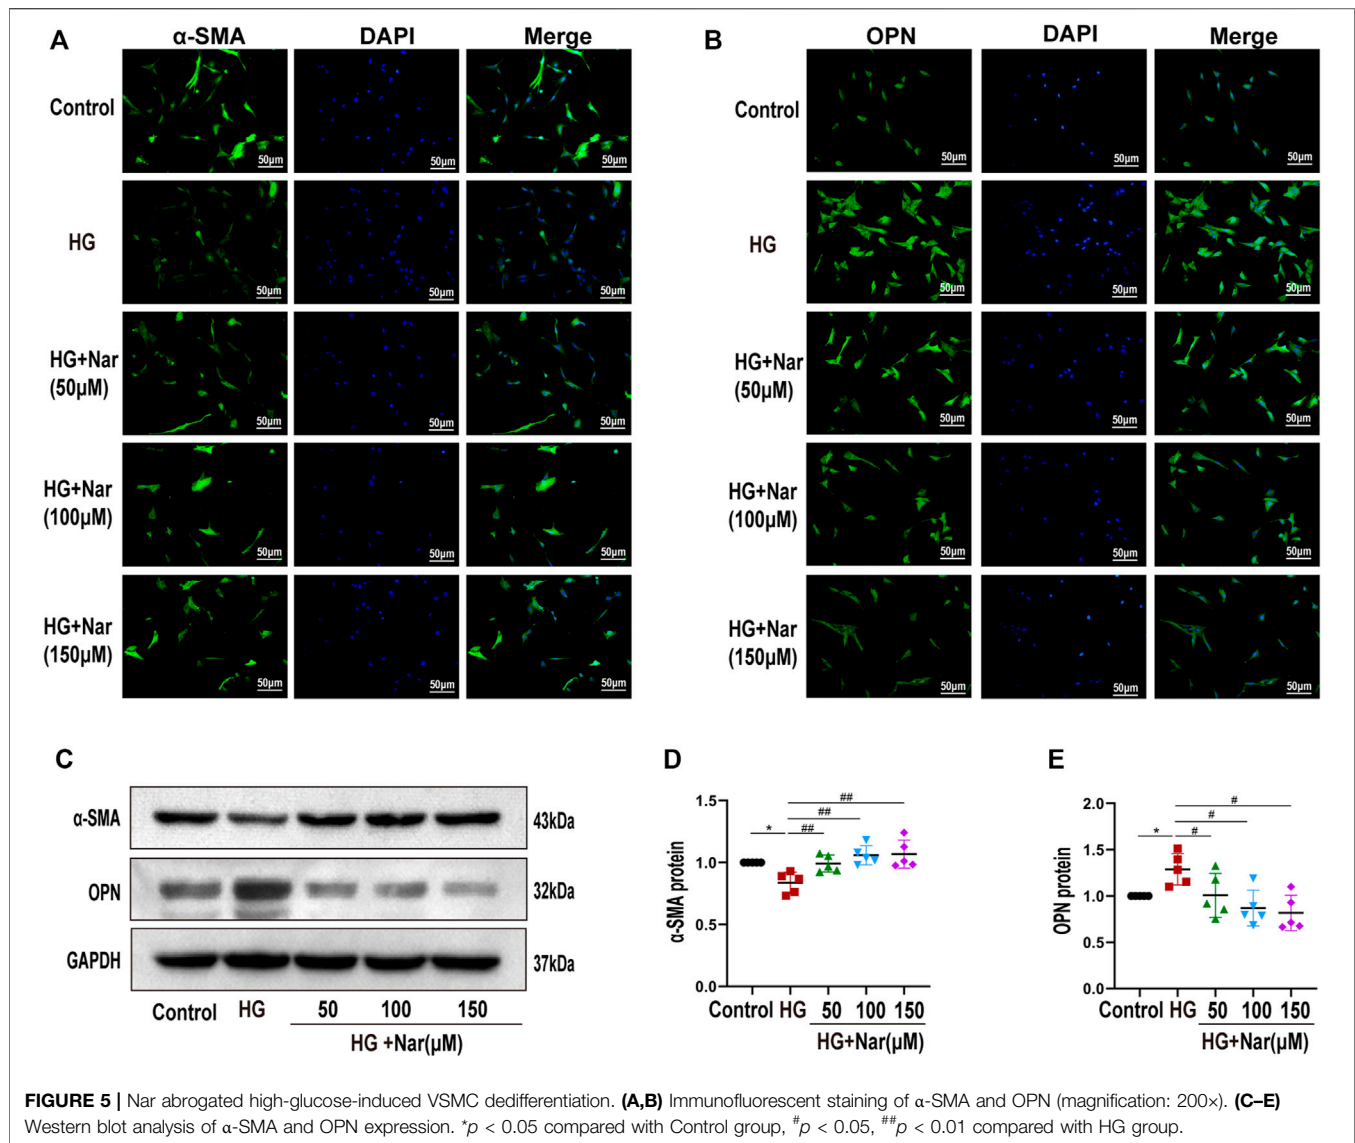 A α-SMA DAPI Merge
Control
50μm 50μm 50μm
HG
50μm 50μm 50μm
HG+Nar
(50μM)
50μm 50μm 50μm
HG+Nar
(100μM)
50μm 50μm 50μm
HG+Nar
(150μM)
50μm 50μm 50μm
B OPN DAPI Merge
Control
50μm 50μm 50μm
HG
50μm 50μm 50μm
HG+Nar
(50μM)
50μm 50μm 50μm
HG+Nar
(100μM)
50μm 50μm 50μm
HG+Nar
(150μM)
50μm 50μm 50μm
C
α-SMA 43kDa
OPN 32kDa
GAPDH 37kDa
Control HG 50 100 150
HG +Nar(μM)
D
α-SMA protein
1.5
1.0
0.5
0.0
* ## ## ##
Control HG 50 100 150
HG+Nar(μM)
E
OPN protein
2.0
1.5
1.0
0.5
0.0
* # # #
Control HG 50 100 150
HG+Nar(μM)
FIGURE 5 | Nar abrogated high-glucose-induced VSMC dedifferentiation. (A,B) Immunofluorescent staining of α-SMA and OPN (magnification: 200×). (C–E)
Western blot analysis of α-SMA and OPN expression. *p < 0.05 compared with Control group, #p < 0.05, ##p < 0.01 compared with HG group.